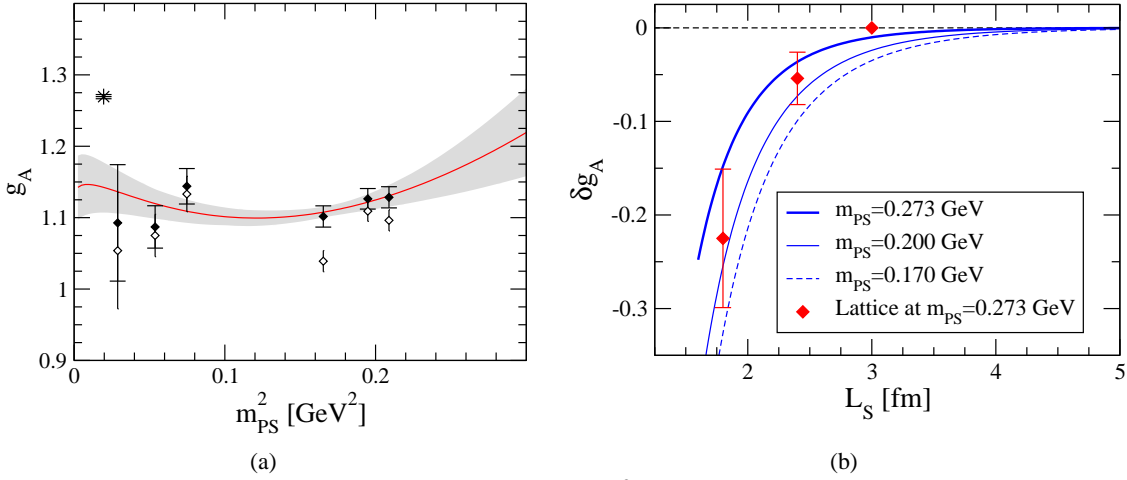 1.3
1.2
1.1
1
0.9
g_A
0 0.1 0.2
m_PS^2 [GeV^2]
(a)
0
-0.1
-0.2
-0.3
δg_A
m_PS=0.273 GeV
m_PS=0.200 GeV
m_PS=0.170 GeV
Lattice at m_PS=0.273 GeV
2 3 4 5
L_S [fm]
(b)